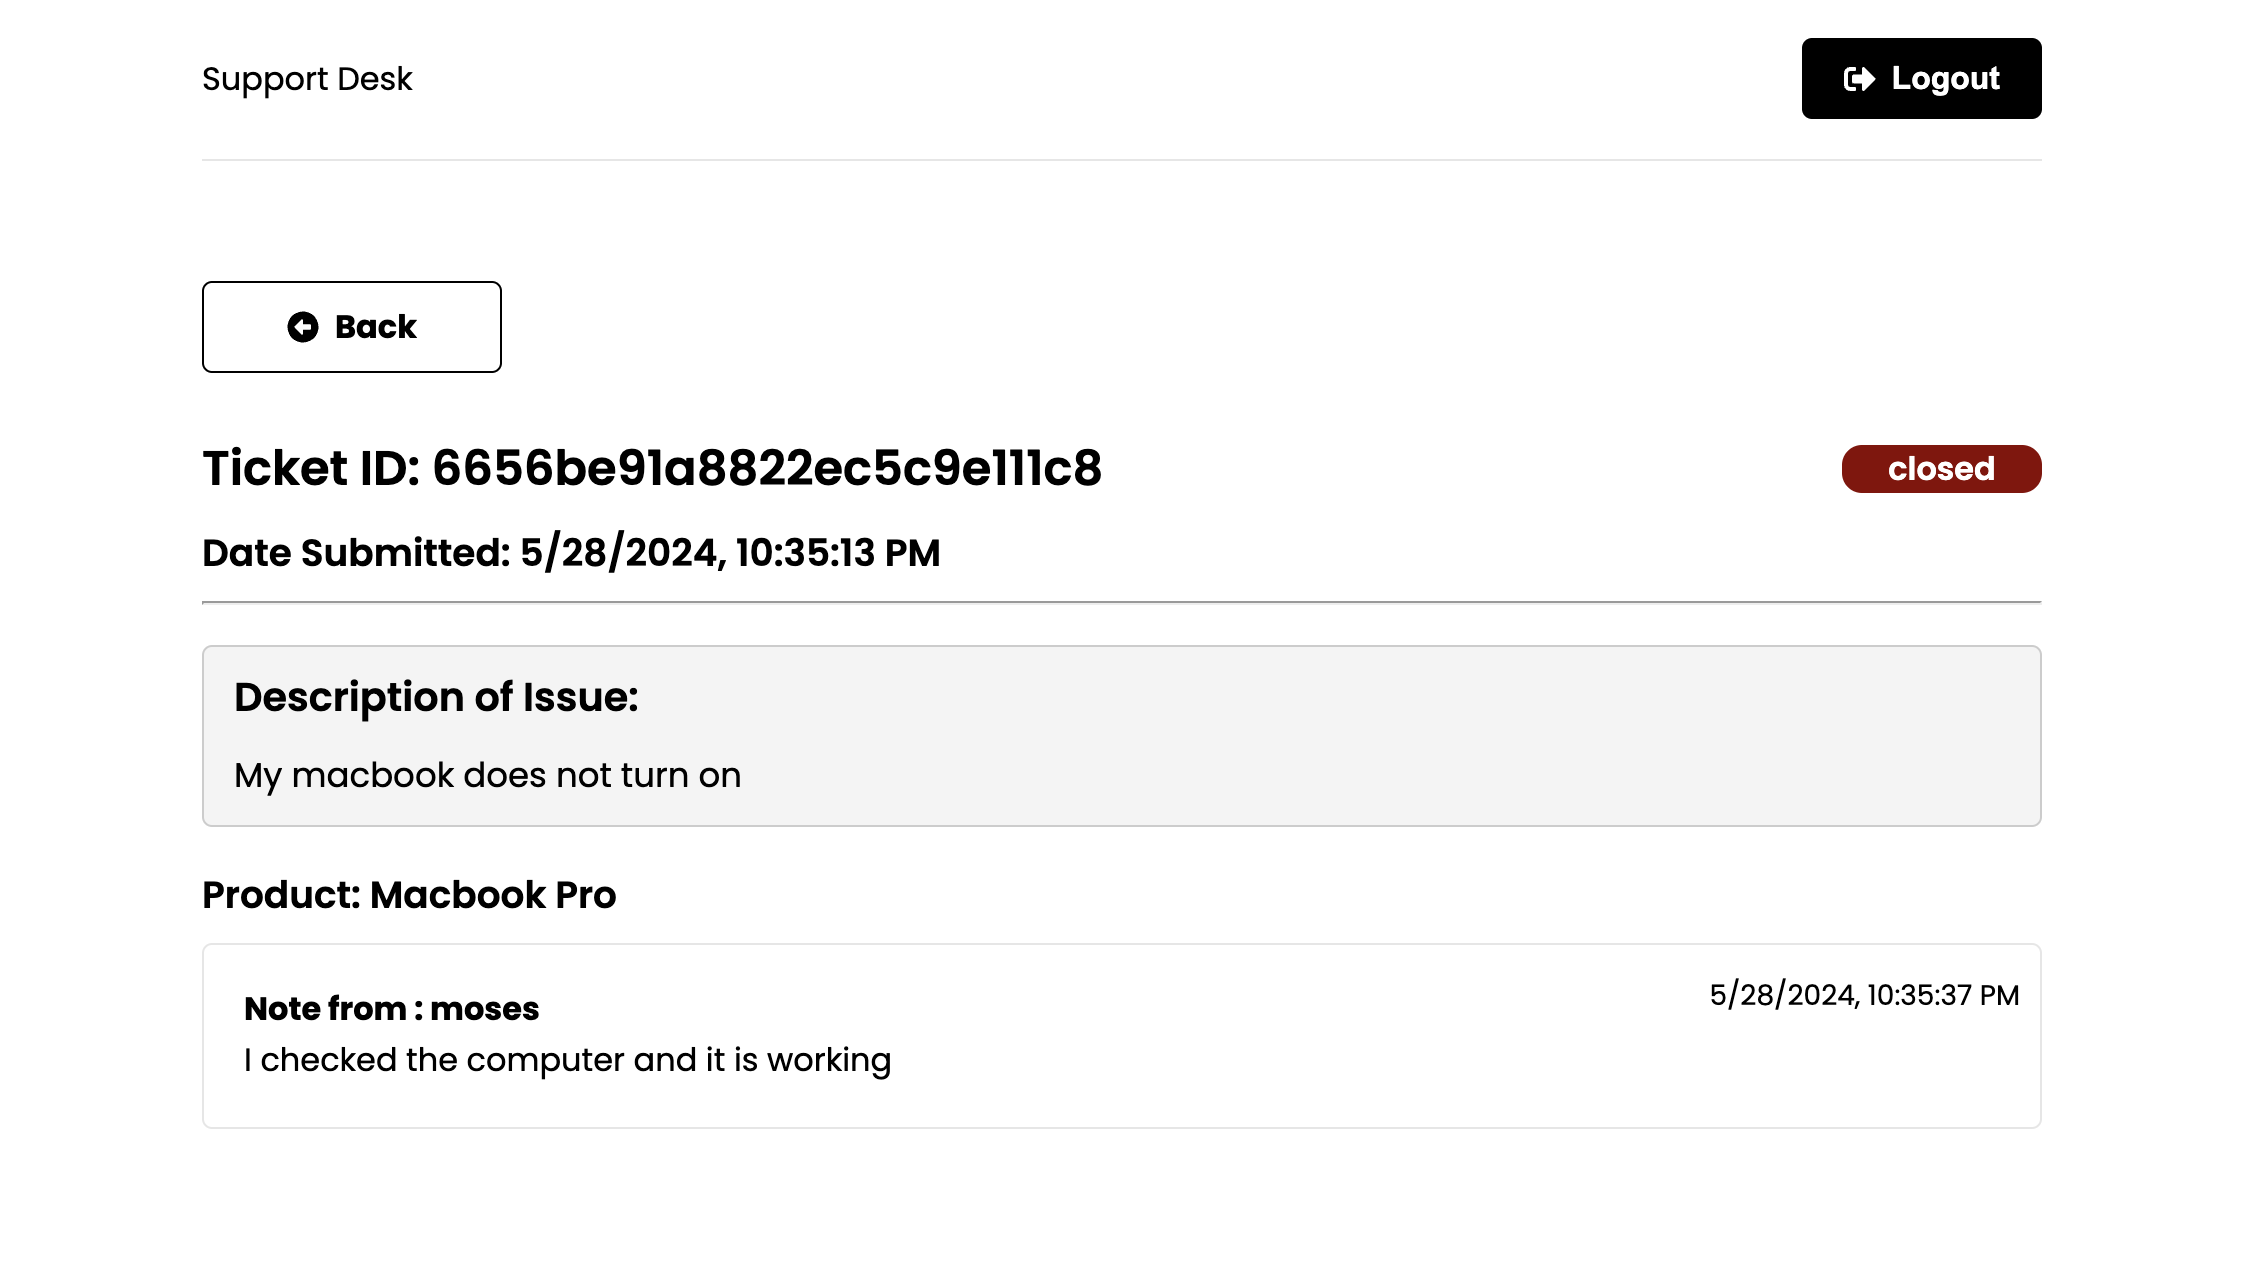 Support Desk
Logout
Back
Ticket ID: 6656be91a8822ec5c9e111c8
closed
Date Submitted: 5/28/2024, 10:35:13 PM
Description of Issue:
My macbook does not turn on
Product: Macbook Pro
Note from : moses
5/28/2024, 10:35:37 PM
I checked the computer and it is working